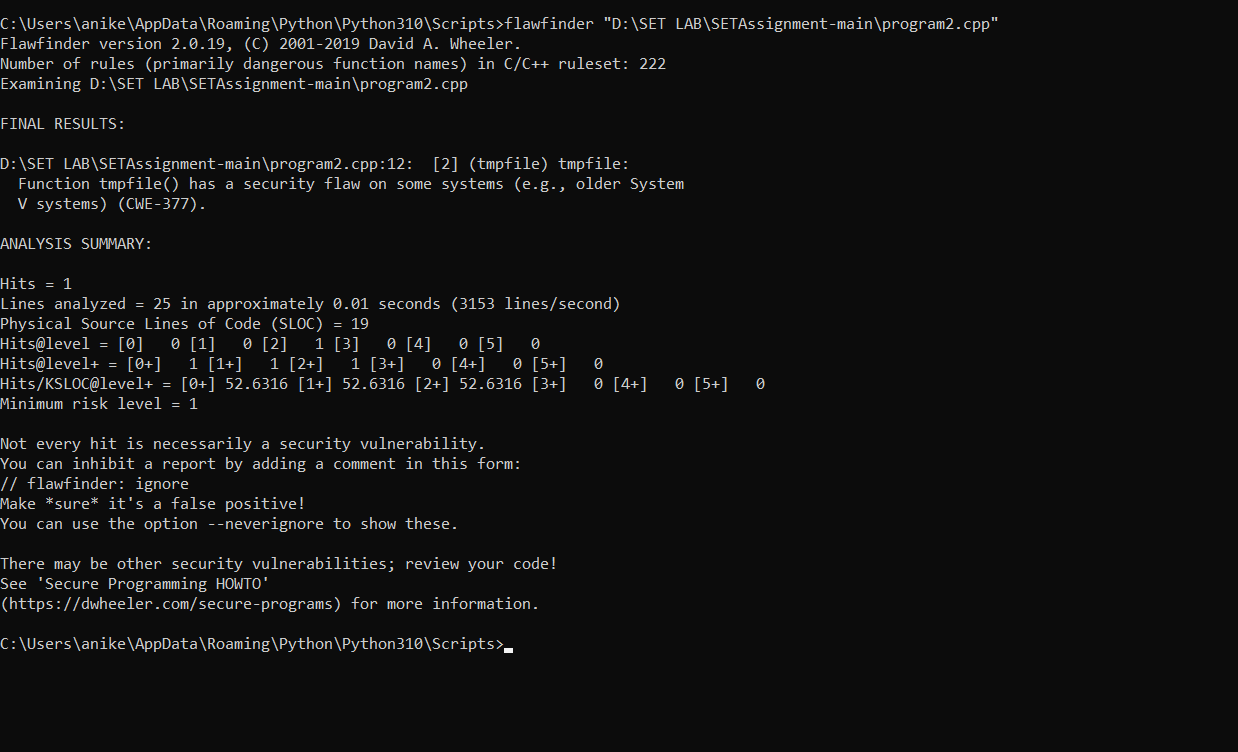 C:\Users\anike\AppData\Roaming\Python\Python310\Scripts>flawfinder "D:\SET LAB\SETAssignment-main\program2.cpp"
Flawfinder version 2.0.19, (C) 2001-2019 David A. Wheeler.
Number of rules (primarily dangerous function names) in C/C++ ruleset: 222
Examining D:\SET LAB\SETAssignment-main\program2.cpp

FINAL RESULTS:

D:\SET LAB\SETAssignment-main\program2.cpp:12:  [2] (tmpfile) tmpfile:
  Function tmpfile() has a security flaw on some systems (e.g., older System
  V systems) (CWE-377).

ANALYSIS SUMMARY:

Hits = 1
Lines analyzed = 25 in approximately 0.01 seconds (3153 lines/second)
Physical Source Lines of Code (SLOC) = 19
Hits@level = [0]   0 [1]   0 [2]   1 [3]   0 [4]   0 [5]   0
Hits@level+ = [0+]   1 [1+]   1 [2+]   1 [3+]   0 [4+]   0 [5+]   0
Hits/KSLOC@level+ = [0+] 52.6316 [1+] 52.6316 [2+] 52.6316 [3+]   0 [4+]   0 [5+]   0
Minimum risk level = 1

Not every hit is necessarily a security vulnerability.
You can inhibit a report by adding a comment in this form:
// flawfinder: ignore
Make *sure* it's a false positive!
You can use the option --neverignore to show these.

There may be other security vulnerabilities; review your code!
See 'Secure Programming HOWTO'
(https://dwheeler.com/secure-programs) for more information.

C:\Users\anike\AppData\Roaming\Python\Python310\Scripts>